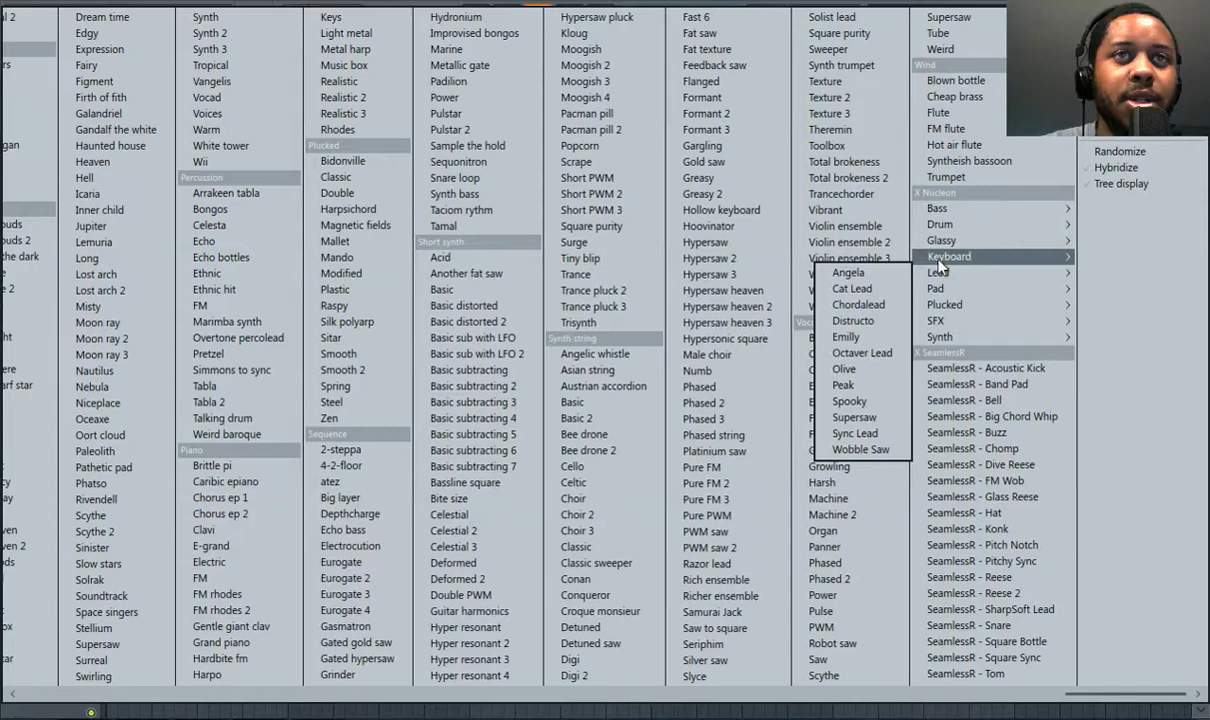 al 2
rs
gan
ouds
ouds 2
the dark
e 2
ht
ere
arf star
en
ven 2
ids
ox
far
Dream time
Edgy
Expression
Fairy
Figment
Firth of fith
Galandriel
Gandalf the white
Haunted house
Heaven
Hell
Icaria
Inner child
Jupiter
Lemuria
Long
Lost arch
Lost arch 2
Misty
Moon ray
Moon ray 2
Moon ray 3
Nautilus
Nebula
Niceplace
Oceaxe
Oort cloud
Paleolith
Pathetic pad
Phatso
Rivendell
Scythe
Scythe 2
Sinister
Slow stars
Solrak
Soundtrack
Space singers
Stellium
Supersaw
Surreal
Swirling
Synth
Synth 2
Synth 3
Tropical
Vangelis
Vocad
Voices
Warm
White tower
Wii
Percussion
Arrakeen tabla
Bongos
Celesta
Echo
Echo bottles
Ethnic
Ethnic hit
FM
Marimba synth
Overtone percolead
Pretzel
Simmons to sync
Tabla
Tabla 2
Talking drum
Weird baroque
Piano
Brittle pi
Caribic epiano
Chorus ep 1
Chorus ep 2
Clavi
E-grand
Electric
FM
FM rhodes
FM rhodes 2
Gentle giant clav
Grand piano
Hardbite fm
Harpo
Keys
Light metal
Metal harp
Music box
Realistic
Realistic 2
Realistic 3
Rhodes
Plucked
Bidonville
Classic
Double
Harpsichord
Magnetic fields
Mallet
Mando
Modified
Plastic
Raspy
Silk polyarp
Sitar
Smooth
Smooth 2
Spring
Steel
Zen
Sequence
2-steppa
4-2-floor
atez
Big layer
Depthcharge
Echo bass
Electrocution
Eurogate
Eurogate 2
Eurogate 3
Eurogate 4
Gasmatron
Gated gold saw
Gated hypersaw
Grinder
Hydronium
Improvised bongos
Marine
Metallic gate
Padilion
Power
Pulstar
Pulstar 2
Sample the hold
Sequonitron
Snare loop
Synth bass
Taciom rythm
Tamal
Short synth
Acid
Another fat saw
Basic
Basic distorted
Basic distorted 2
Basic sub with LFO
Basic sub with LFO 2
Basic subtracting
Basic subtracting 2
Basic subtracting 3
Basic subtracting 4
Basic subtracting 5
Basic subtracting 6
Basic subtracting 7
Bassline square
Bite size
Celestial
Celestial 2
Celestial 3
Deformed
Deformed 2
Double PWM
Guitar harmonics
Hyper resonant
Hyper resonant 2
Hyper resonant 3
Hyper resonant 4
Hypersaw pluck
Kloug
Moogish
Moogish 2
Moogish 3
Moogish 4
Pacman pill
Pacman pill 2
Popcorn
Scrape
Short PWM
Short PWM 2
Short PWM 3
Square purity
Surge
Tiny blip
Trance
Trance pluck 2
Trance pluck 3
Trisynth
Synth string
Angelic whistle
Asian string
Austrian accordion
Basic
Basic 2
Bee drone
Bee drone 2
Cello
Celtic
Choir
Choir 2
Choir 3
Classic
Classic sweeper
Conan
Conqueror
Croque monsieur
Detuned
Detuned saw
Digi
Digi 2
Fast 6
Fat saw
Fat texture
Feedback saw
Flanged
Formant
Formant 2
Formant 3
Gargling
Gold saw
Greasy
Greasy 2
Hollow keyboard
Hoovinator
Hypersaw
Hypersaw 2
Hypersaw 3
Hypersaw heaven
Hypersaw heaven 2
Hypersaw heaven 3
Hypersonic square
Male choir
Numb
Phased
Phased 2
Phased 3
Phased string
Platinium saw
Pure FM
Pure FM 2
Pure FM 3
Pure PWM
PWM saw
PWM saw 2
Razor lead
Rich ensemble
Richer ensemble
Samurai Jack
Saw to square
Seriphim
Silver saw
Slyce
Solist lead
Square purity
Sweeper
Synth trumpet
Texture
Texture 2
Texture 3
Theremin
Toolbox
Total brokeness
Total brokeness 2
Trancechorder
Vibrant
Violin ensemble
Violin ensemble 2
Violin ensemble 3
Voc
Angela
Cat Lead
Chordalead
Distructo
Emilly
Octaver Lead
Olive
Peak
Spooky
Supersaw
Sync Lead
Wobble Saw
Growling
Harsh
Machine
Machine 2
Organ
Panner
Phased
Phased 2
Power
Pulse
PWM
Robot saw
Saw
Scythe
Supersaw
Tube
Weird
Wind
Blown bottle
Cheap brass
Flute
FM flute
Hot air flute
Syntheish bassoon
Trumpet
X Nucleon
Bass
Drum
Glassy
Keyboard
Lead
Pad
Plucked
SFX
Synth
X SeamlessR
SeamlessR - Acoustic Kick
SeamlessR - Band Pad
SeamlessR - Bell
SeamlessR - Big Chord Whip
SeamlessR - Buzz
SeamlessR - Chomp
SeamlessR - Dive Reese
SeamlessR - FM Wob
SeamlessR - Glass Reese
SeamlessR - Hat
SeamlessR - Konk
SeamlessR - Pitch Notch
SeamlessR - Pitchy Sync
SeamlessR - Reese
SeamlessR - Reese 2
SeamlessR - SharpSoft Lead
SeamlessR - Snare
SeamlessR - Square Bottle
SeamlessR - Square Sync
SeamlessR - Tom
Randomize
Hybridize
Tree display